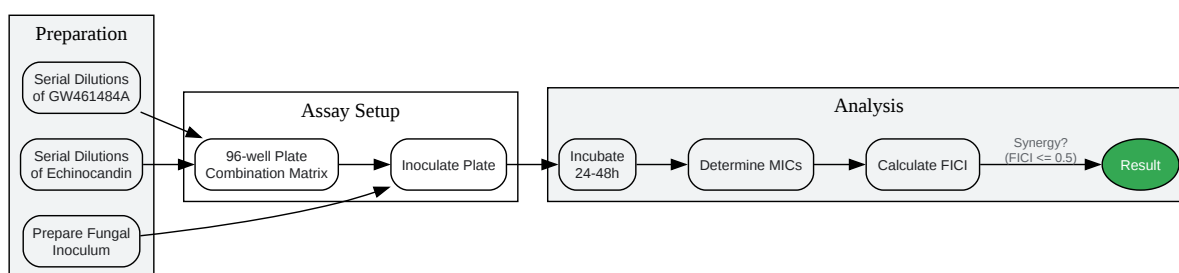 Preparation
Serial Dilutions
of GW461484A
Serial Dilutions
of Echinocandin
Prepare Fungal
Inoculum
Assay Setup
96-well Plate
Combination Matrix
Inoculate Plate
Analysis
Incubate
24-48h
Determine MICs
Calculate FICI
Synergy?
(FICI <= 0.5)
Result